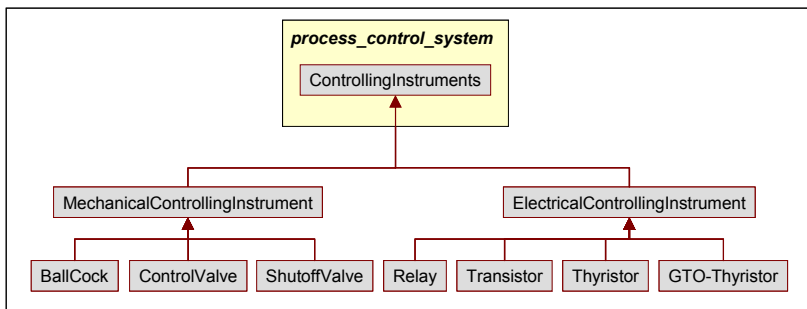 process_control_system
ControllingInstruments
MechanicalControllingInstrument ElectricalControllingInstrument
BallCock ControlValve ShutoffValve Relay Transistor Thyristor GTO-Thyristor